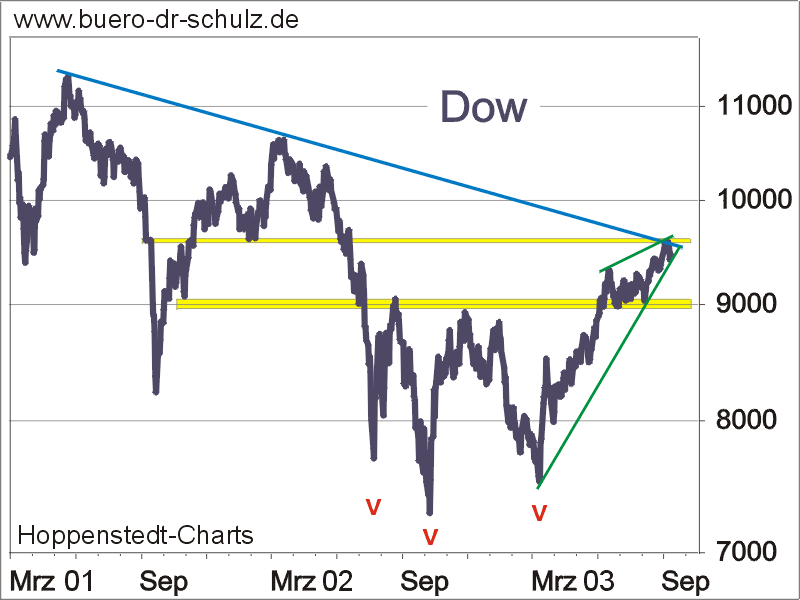 www.buero-dr-schulz.de
Dow
11000
10000
9000
8000
7000
v
v
v
Hoppenstedt-Charts
Mrz 01 Sep Mrz 02 Sep Mrz 03 Sep